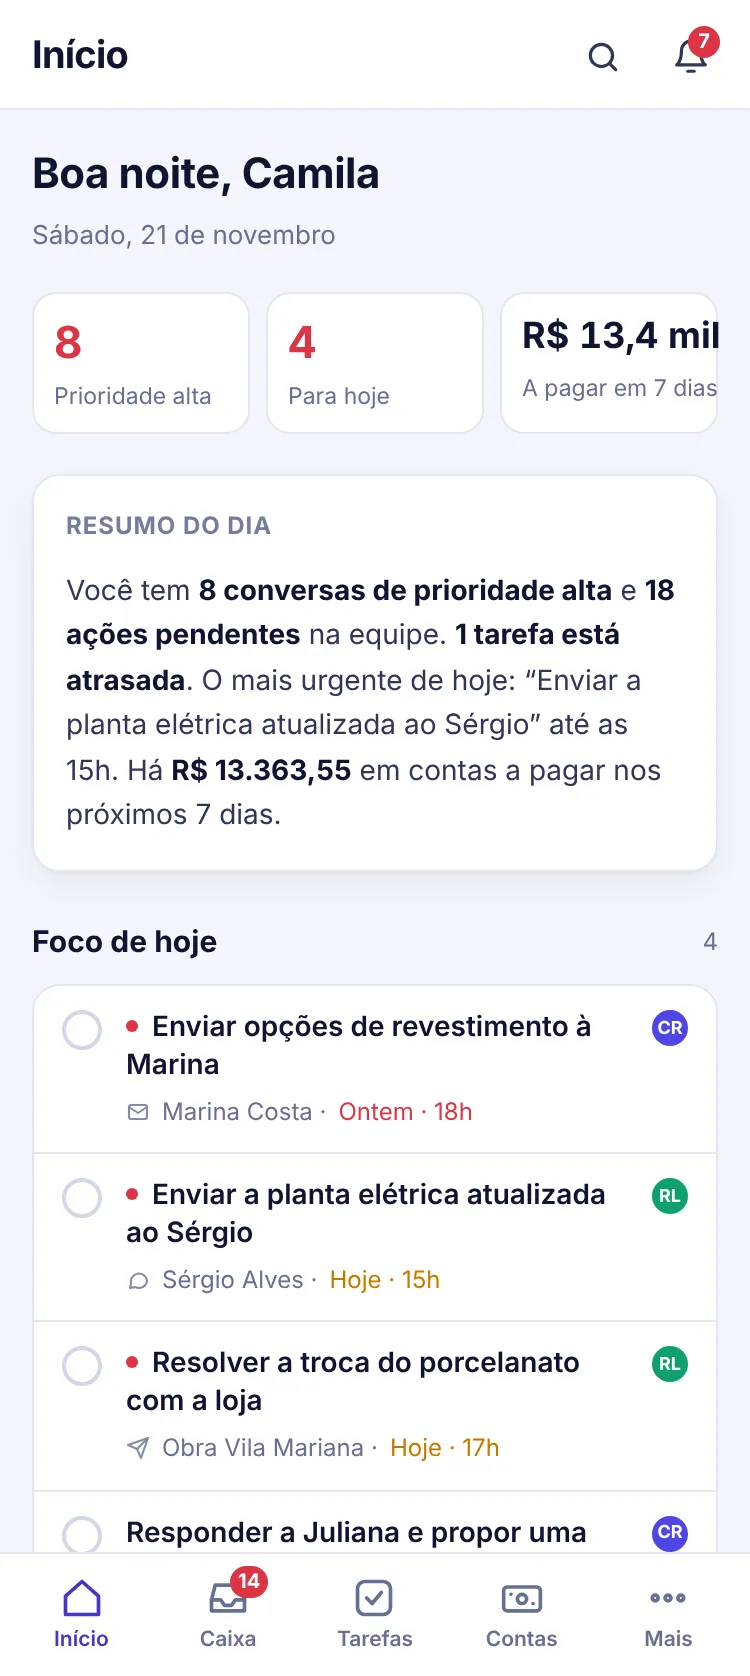 Início
7
Boa noite, Camila
Sábado, 21 de novembro
8
Prioridade alta
4
Para hoje
R$ 13,4 mil
A pagar em 7 dias
RESUMO DO DIA
Você tem 8 conversas de prioridade alta e 18
ações pendentes na equipe. 1 tarefa está
atrasada. O mais urgente de hoje: “Enviar a
planta elétrica atualizada ao Sérgio” até as
15h. Há R$ 13.363,55 em contas a pagar nos
próximos 7 dias.
Foco de hoje
4
Enviar opções de revestimento à
Marina
CR
Marina Costa · Ontem · 18h
Enviar a planta elétrica atualizada
ao Sérgio
RL
Sérgio Alves · Hoje · 15h
Resolver a troca do porcelanato
com a loja
RL
Obra Vila Mariana · Hoje · 17h
Responder a Juliana e propor uma
CR
14
Início
Caixa
Tarefas
Contas
Mais